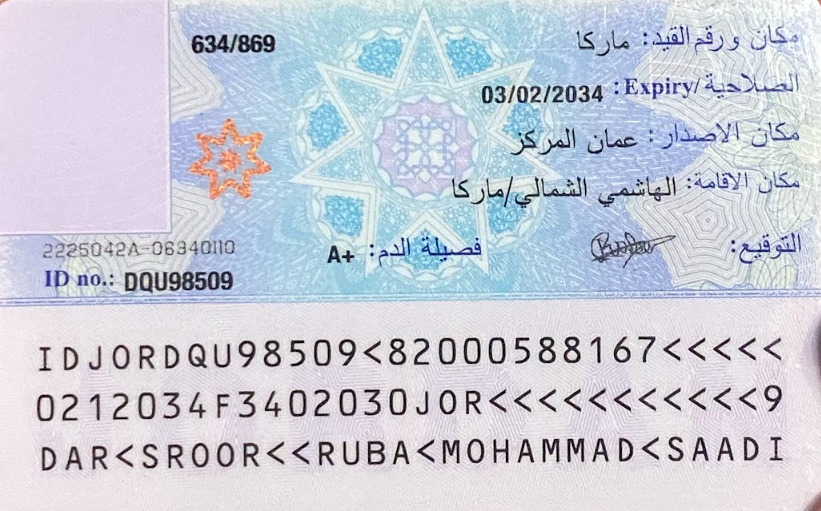 مكان ورقم القيد: ماركا 634/869
الصلاحية/Expiry: 03/02/2034
مكان الاصدار: عمان المركز
مكان الاقامة: الهاشمي الشمالي/ماركا
التوقيع: فصيلة الدم: A+
2225042A-06340110
ID no.: DQU98509
IDJORDQU98509<82000588167<<<<<
0212034F3402030JOR<<<<<<<<<<<9
DAR<SROOR<<RUBA<MOHAMMAD<SAADI